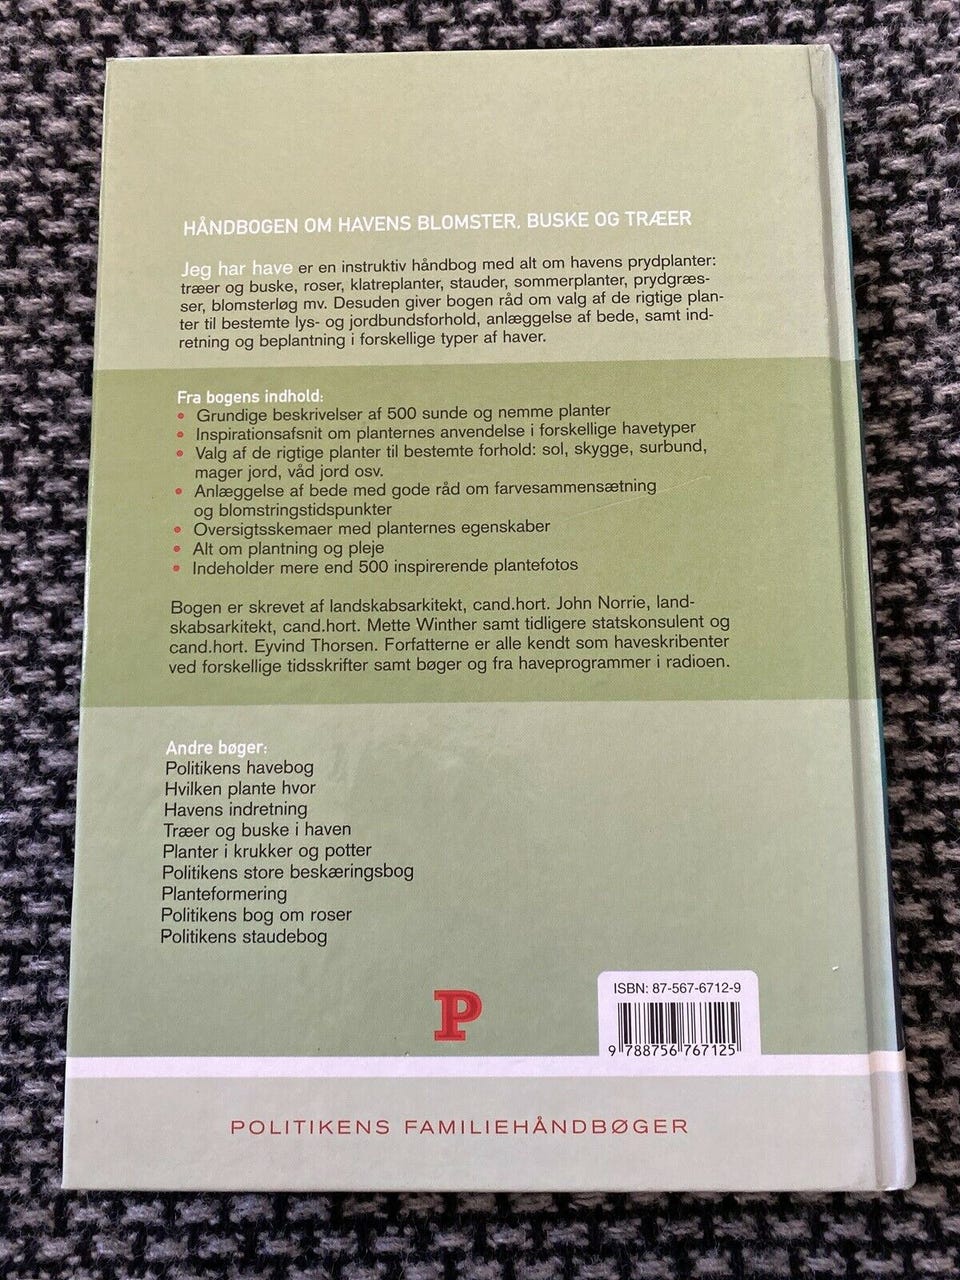 HÅNDBOGEN OM HAVENS BLOMSTER, BUSKE OG TRÆER
Jeg har have er en instruktiv håndbog med alt om havens prydplanter:
træer og buske, roser, klatreplanter, stauder, sommerplanter, prydgræs-
ser, blomsterløg mv. Desuden giver bogen råd om valg af de rigtige plan-
ter til bestemte lys- og jordbundsforhold, anlæggelse af bede, samt ind-
retning og beplantning i forskellige typer af haver.
Fra bogens indhold:
• Grundige beskrivelser af 500 sunde og nemme planter
• Inspirationsafsnit om planternes anvendelse i forskellige havetyper
• Valg af de rigtige planter til bestemte forhold: sol, skygge, surbund,
mager jord, våd jord osv.
• Anlæggelse af bede med gode råd om farvesammensætning
og blomstringstidspunkter
• Oversigtsskemaer med planternes egenskaber
• Alt om plantning og pleje
• Indeholder mere end 500 inspirerende plantefotos
Bogen er skrevet af landskabsarkitekt, cand.hort. John Norrie, land-
skabsarkitekt, cand.hort. Mette Winther samt tidligere statskonsulent og
cand.hort. Eyvind Thorsen. Forfatterne er alle kendt som haveskribenter
ved forskellige tidsskrifter samt bøger og fra haveprogrammer i radioen.
Andre bøger:
Politikens havebog
Hvilken plante hvor
Havens indretning
Træer og buske i haven
Planter i krukker og potter
Politikens store beskæringsbog
Planteformering
Politikens bog om roser
Politikens staudebog
P
ISBN: 87-567-6712-9
9 788756 767125
POLITIKENS FAMILIEHÅNDBØGER